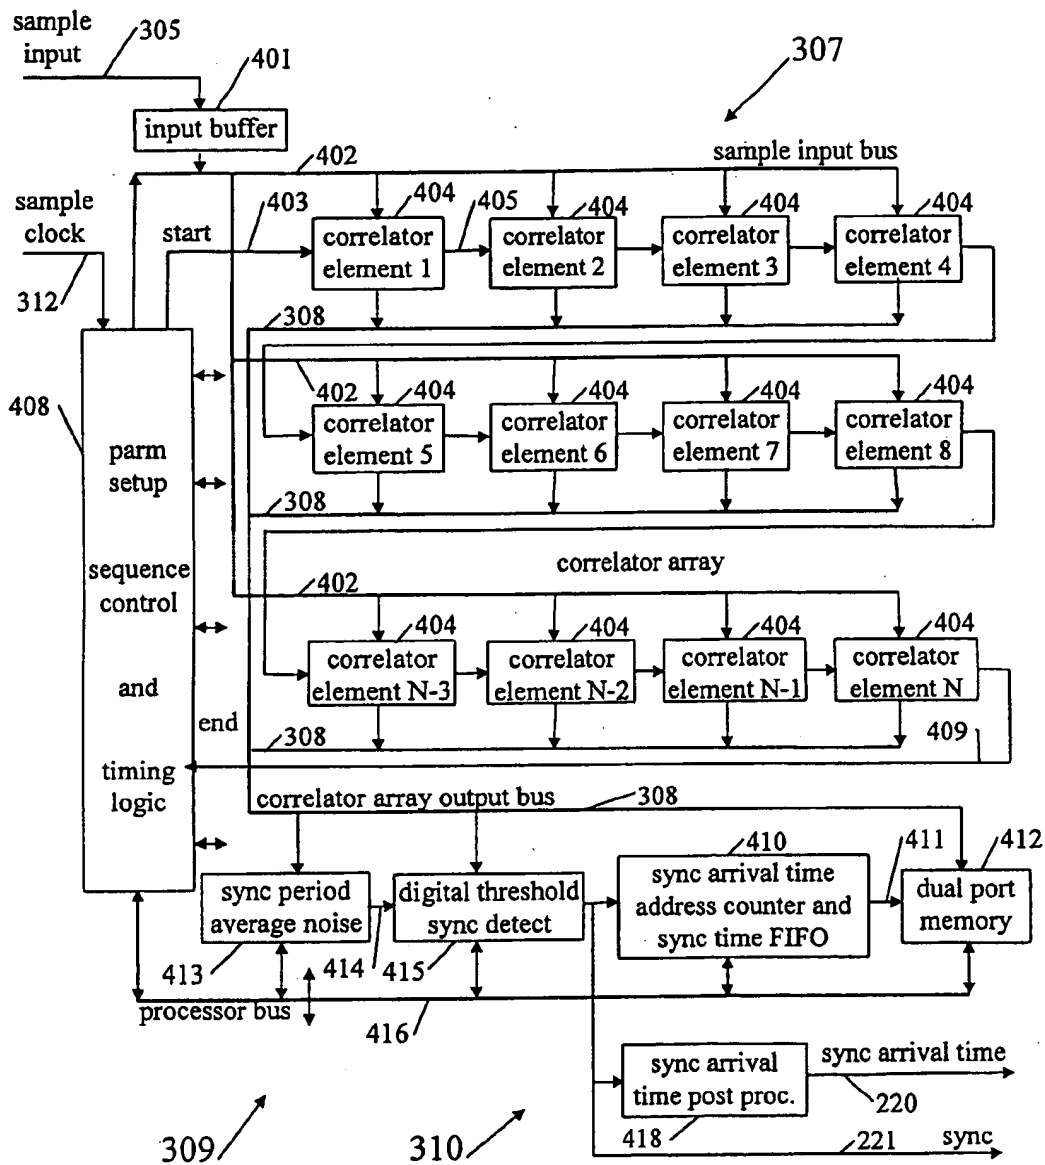 sample
input
305
401
307
input buffer
402
sample input bus
sample
clock
start
403
404
405
404
404
404
correlator
element 1
correlator
element 2
correlator
element 3
correlator
element 4
312
308
402
404
404
404
404
408
correlator
element 5
correlator
element 6
correlator
element 7
correlator
element 8
parm
setup
sequence
control
and
timing
logic
308
correlator array
402
404
404
404
404
correlator
element N-3
correlator
element N-2
correlator
element N-1
correlator
element N
end
308
409
correlator array output bus
308
410
411
412
sync period
average noise
digital threshold
sync detect
sync arrival time
address counter and
sync time FIFO
dual port
memory
413
414
415
processor bus
416
sync arrival
time post proc.
sync arrival time
220
418
221
sync
309
310